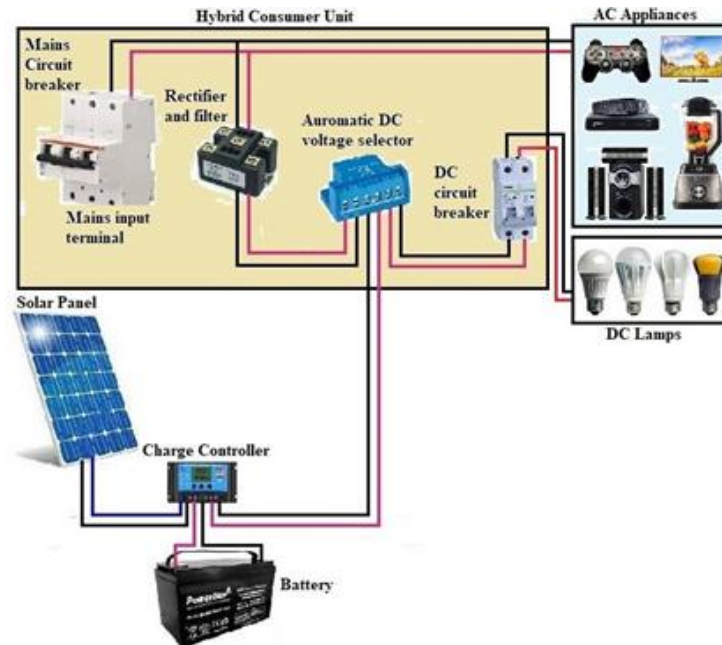 Hybrid Consumer Unit
AC Appliances
Mains
Circuit
breaker
Rectifier
and filter
Auromatic DC
voltage selector
DC
circuit
breaker
Mains input
terminal
Solar Panel
DC Lamps
Charge Controller
Battery